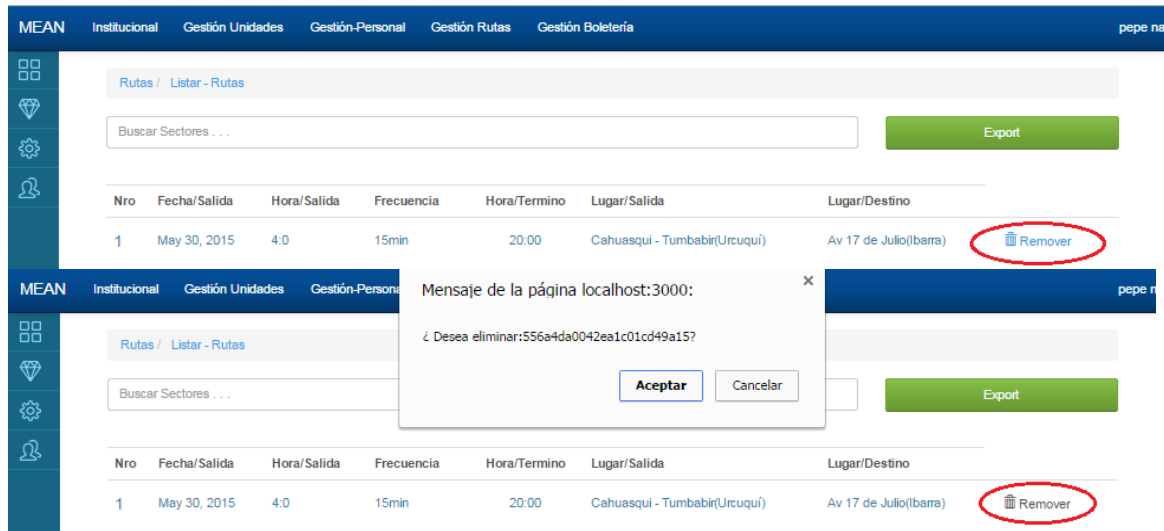 MEAN Institucional Gestión Unidades Gestión-Personal Gestión Rutas Gestión Boletería pepe na
Rutas / Listar - Rutas
Buscar Sectores . . . Export
Nro Fecha/Salida Hora/Salida Frecuencia Hora/Termino Lugar/Salida Lugar/Destino
1 May 30, 2015 4:0 15min 20:00 Cahuasqui - Tumbabir(Urcuquí) Av 17 de Julio(Ibarra) Remover
MEAN Institucional Gestión Unidades Gestión-Persona pepe n
Mensaje de la página localhost:3000:
¿ Desea eliminar:556a4da0042ea1c01cd49a15?
Aceptar Cancelar
Rutas / Listar - Rutas
Buscar Sectores . . . Export
Nro Fecha/Salida Hora/Salida Frecuencia Hora/Termino Lugar/Salida Lugar/Destino
1 May 30, 2015 4:0 15min 20:00 Cahuasqui - Tumbabir(Urcuquí) Av 17 de Julio(Ibarra) Remover